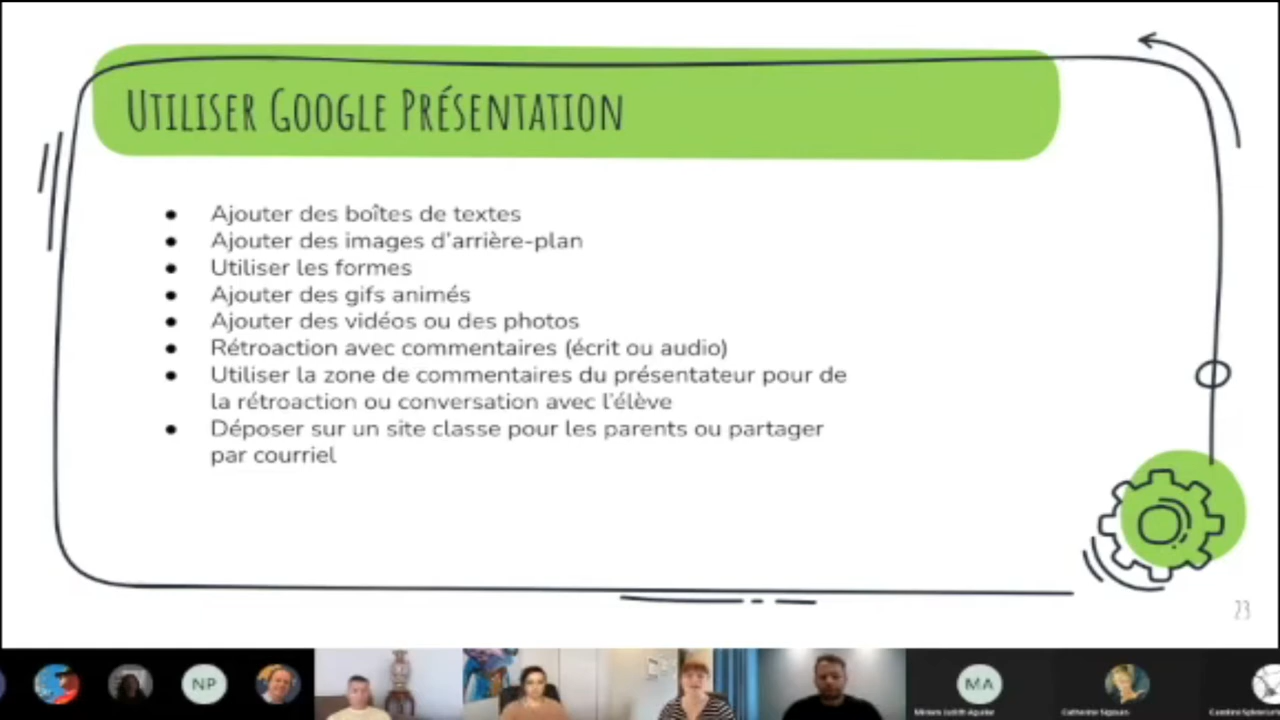 Utiliser Google Présentation
Ajouter des boîtes de textes
Ajouter des images d'arrière-plan
Utiliser les formes
Ajouter des gifs animés
Ajouter des vidéos ou des photos
Rétroaction avec commentaires (écrit ou audio)
Utiliser la zone de commentaires du présentateur pour de
la rétroaction ou conversation avec l'élève
Déposer sur un site classe pour les parents ou partager
par courriel
23
NP
MA